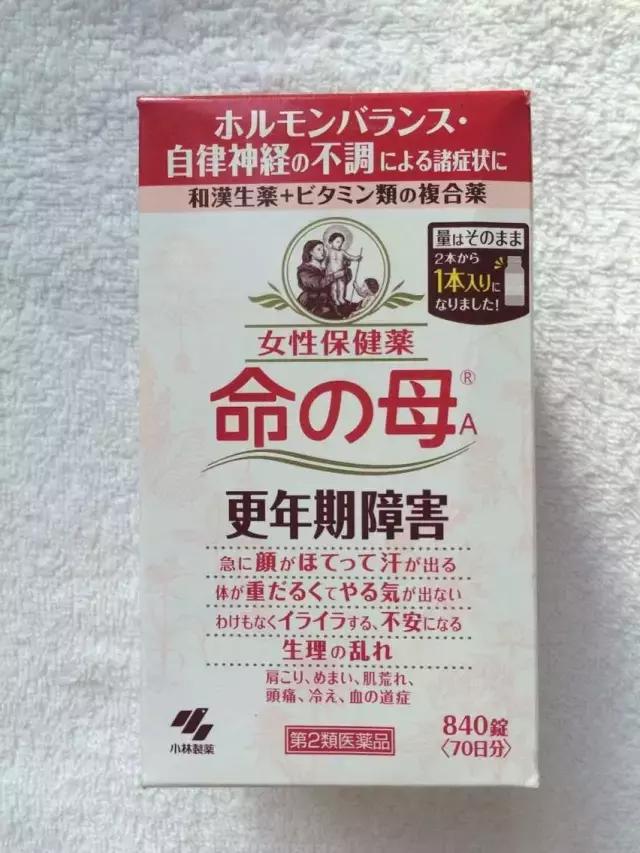 ホルモンバランス・
自律神経の不調による諸症状に
和漢生薬+ビタミン類の複合薬
量はそのまま
2本から
1本入りに
なりました!
女性保健薬
命の母®A
更年期障害
急に顔がほてって汗が出る
体が重だるくてやる気が出ない
わけもなくイライラする、不安になる
生理の乱れ
肩こり、めまい、肌荒れ、
頭痛、冷え、血の道症
小林製薬
第2類医薬品
840錠
〈70日分〉